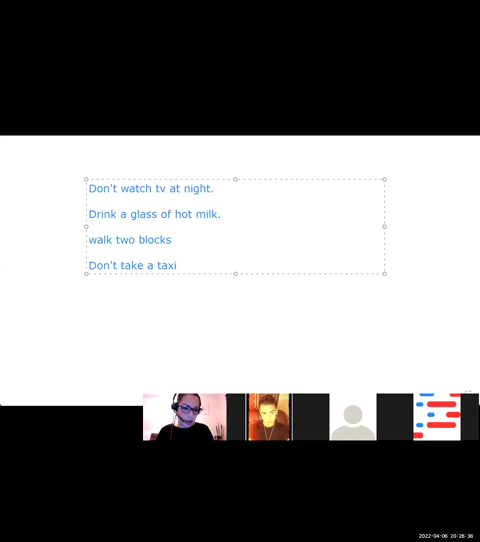 Don't watch tv at night.
Drink a glass of hot milk.
walk two blocks
Don't take a taxi
2022-04-06 20:26:36